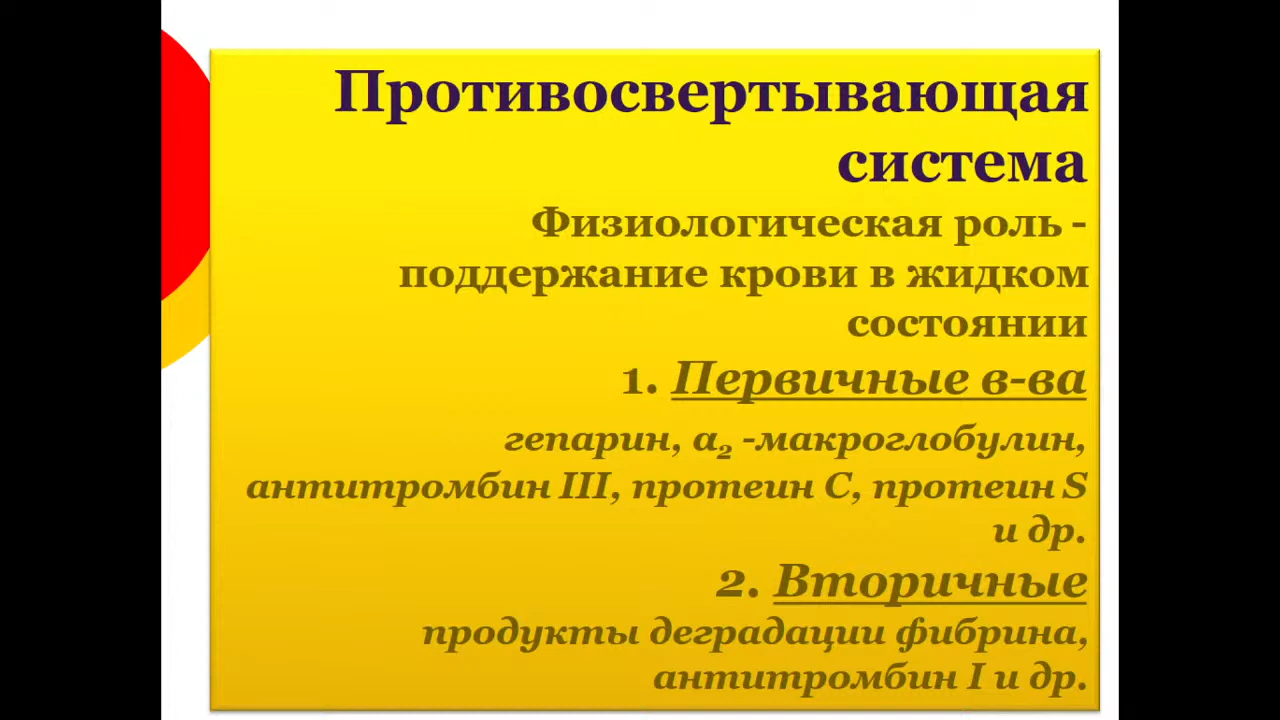 Противосвертывающая
система
Физиологическая роль -
поддержание крови в жидком
состоянии
1. Первичные в-ва
гепарин, α₂ -макроглобулин,
антитромбин III, протеин С, протеин S
и др.
2. Вторичные
продукты деградации фибрина,
антитромбин I и др.